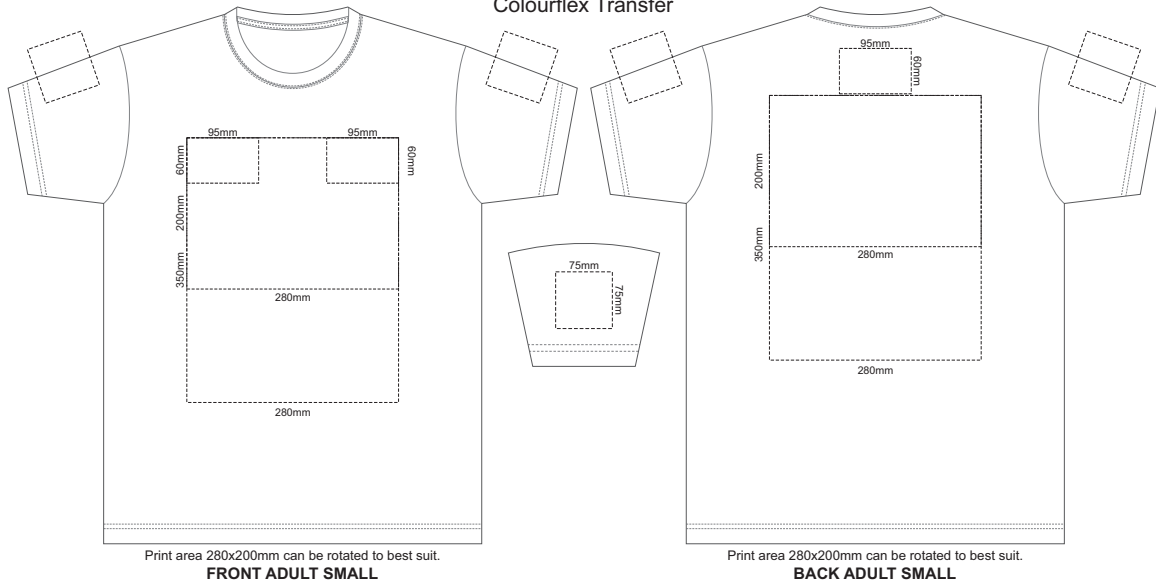 Colourflex Transfer
95mm
95mm
60mm
60mm
200mm
350mm
280mm
280mm
Print area 280x200mm can be rotated to best suit.
FRONT ADULT SMALL
75mm
75mm
95mm
60mm
200mm
350mm
280mm
280mm
Print area 280x200mm can be rotated to best suit.
BACK ADULT SMALL